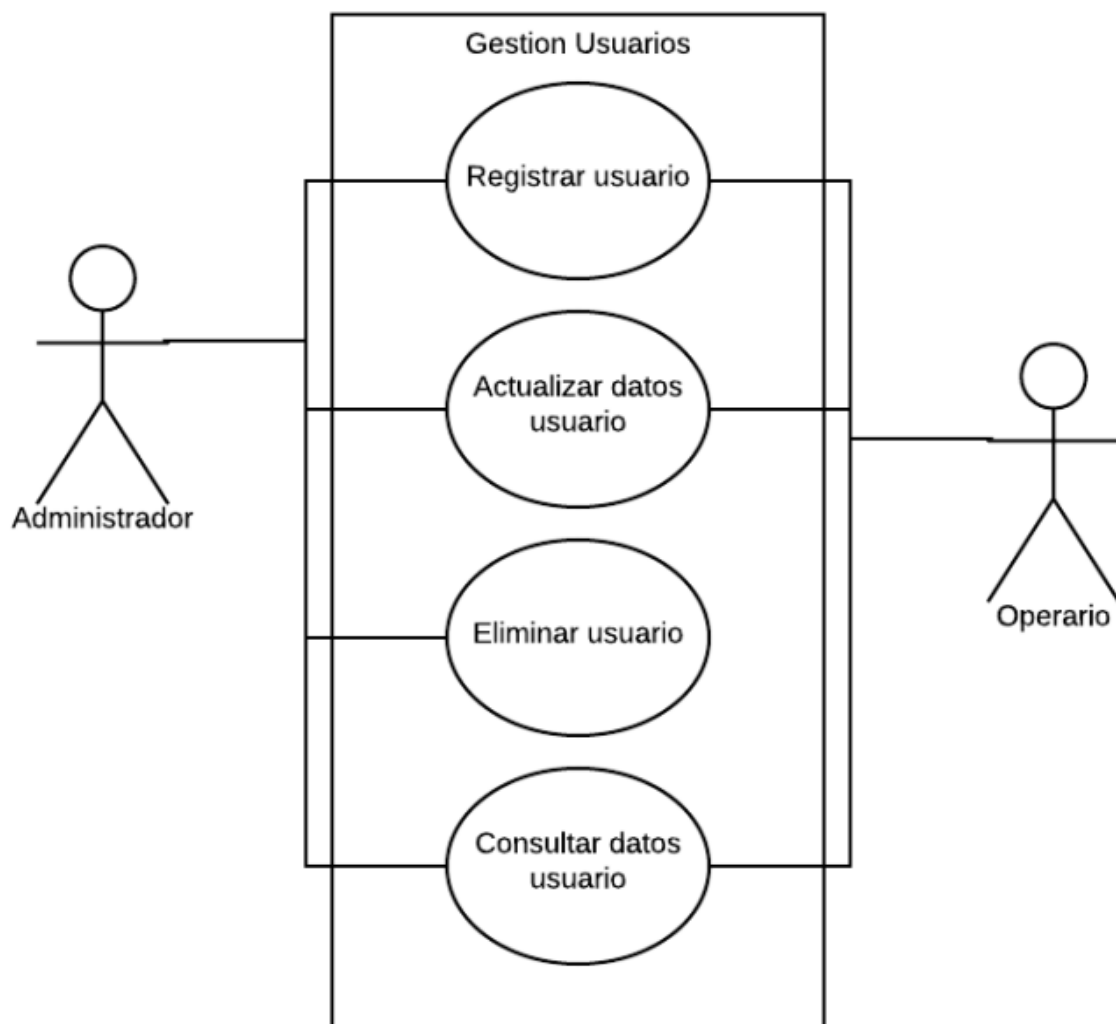 Gestion Usuarios
Registrar usuario
Actualizar datos
usuario
Administrador
Eliminar usuario
Operario
Consultar datos
usuario